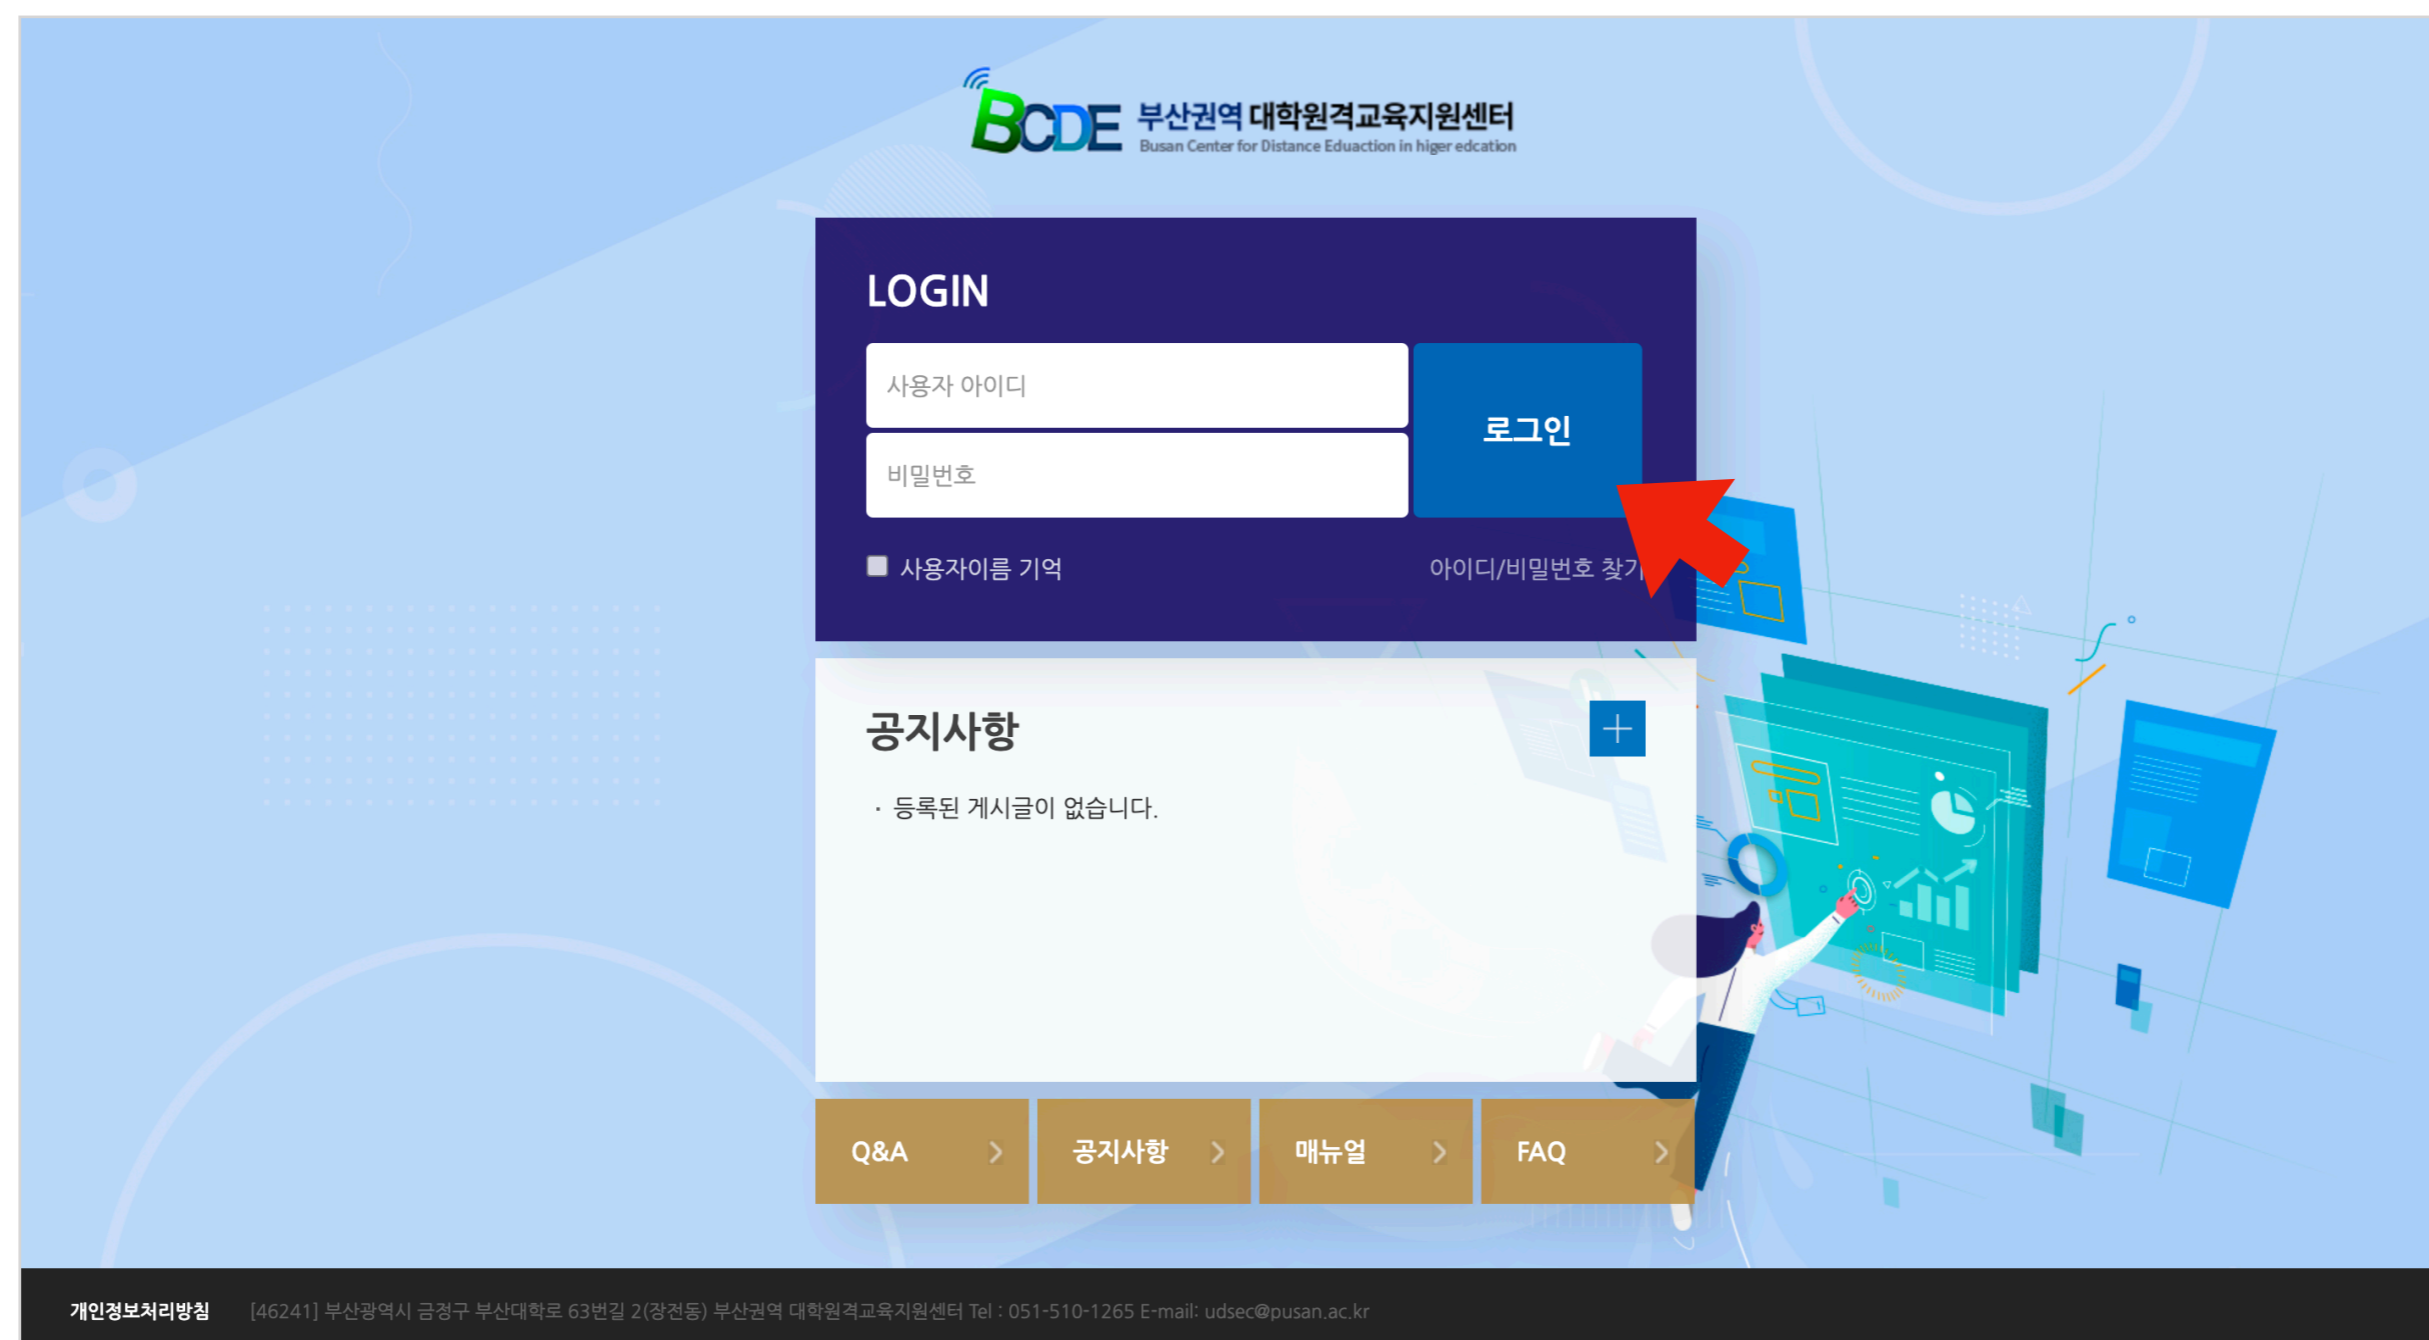 BCDE 부산권역 대학원격교육지원센터
Busan Center for Distance Eduaction in higer edcation
LOGIN
사용자 아이디
비밀번호
로그인
사용자이름 기억
아이디/비밀번호 찾기
공지사항
· 등록된 게시글이 없습니다.
Q&A
공지사항
매뉴얼
FAQ
개인정보처리방침 [46241] 부산광역시 금정구 부산대학로 63번길 2(장전동) 부산권역 대학원격교육지원센터 Tel : 051-510-1265 E-mail: udsec@pusan.ac.kr